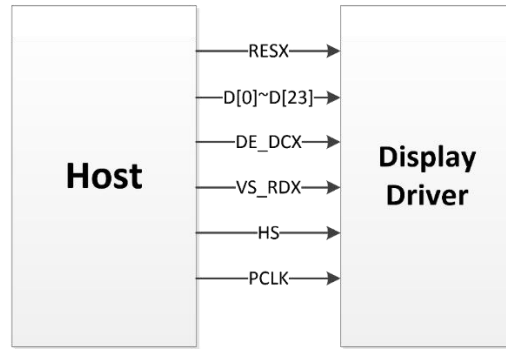 Host
RESX
D[0]~D[23]
DE_DCX
VS_RDX
HS
PCLK
Display
Driver